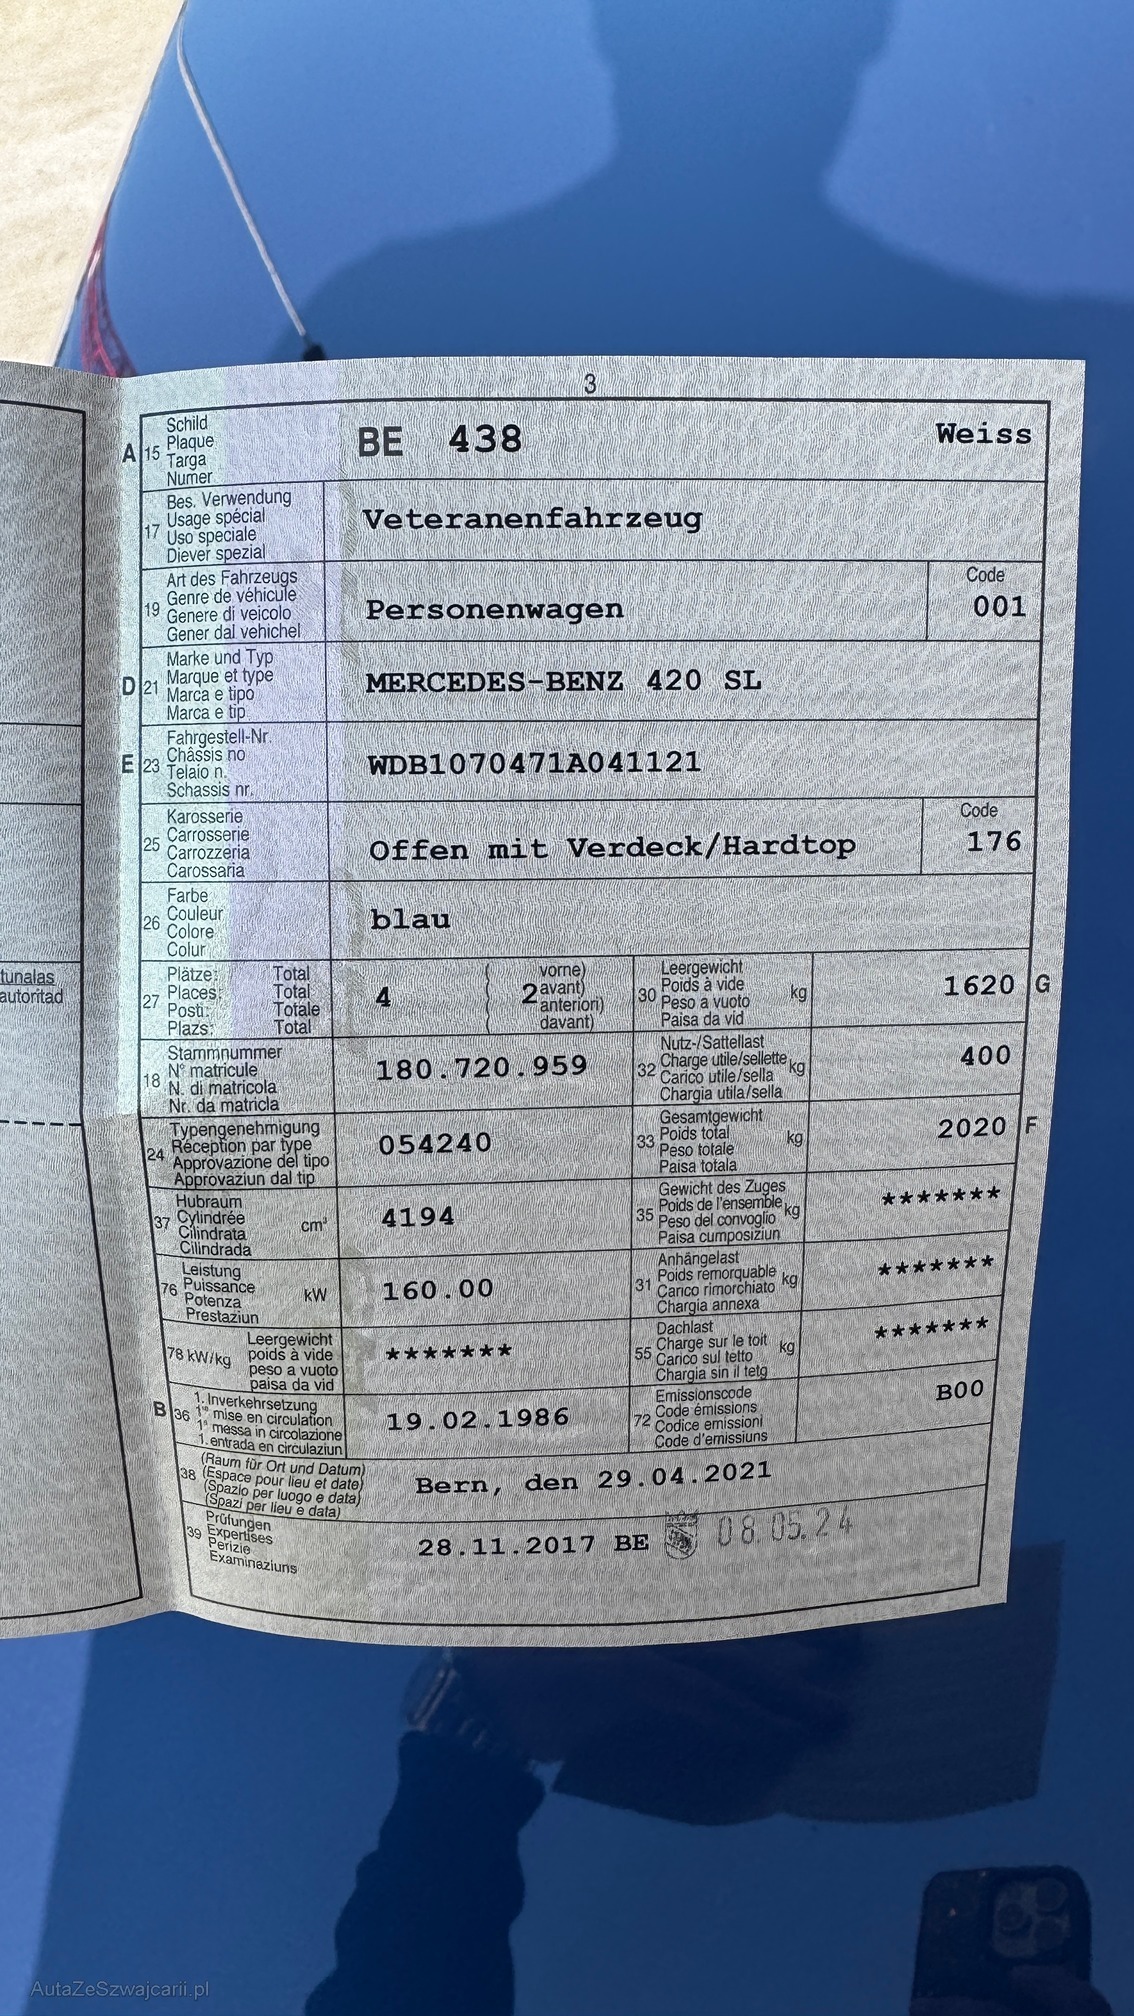 3
A 15 Schild
Plaque
Targa
Numer
BE 438 Weiss
17 Bes. Verwendung
Usage spécial
Uso speciale
Diever spezial
Veteranenfahrzeug
19 Art des Fahrzeugs
Genre de véhicule
Genere di veicolo
Gener dal vehichel
Personenwagen
Code
001
D 21 Marke und Typ
Marque et type
Marca e tipo
Marca e tip
MERCEDES-BENZ 420 SL
E 23 Fahrgestell-Nr.
Châssis no
Telaio n.
Schassis nr.
WDB1070471A041121
25 Karosserie
Carrosserie
Carrozzeria
Carossaria
Offen mit Verdeck/Hardtop
Code
176
26 Farbe
Couleur
Colore
Colur
blau
tunalas
autoritad
27 Plätze: Total
Places: Total
Posti: Totale
Plazs: Total
4 ( 2 vorne)
avant)
anteriori)
davant)
30 Leergewicht
Poids à vide
Peso a vuoto
Paisa da vid
kg
1620 G
18 Stammnummer
N° matricule
N. di matricola
Nr. da matricla
180.720.959
32 Nutz-/Sattellast
Charge utile/sellette
Carico utile/sella
Chargia utila/sella
kg
400
24 Typengenehmigung
Réception par type
Approvazione del tipo
Approvaziun dal tip
054240
33 Gesamtgewicht
Poids total
Peso totale
Paisa totala
kg
2020 F
37 Hubraum
Cylindrée
Cilindrata
Cilindrada
cm³
4194
35 Gewicht des Zuges
Poids de l'ensemble
Peso del convoglio
Paisa cumposiziun
kg
*******
76 Leistung
Puissance
Potenza
Prestaziun
kW
160.00
31 Anhängelast
Poids remorquable
Carico rimorchiato
Chargia annexa
kg
*******
78 kW/kg Leergewicht
poids à vide
peso a vuoto
paisa da vid
*******
55 Dachlast
Charge sur le toit
Carico sul tetto
Chargia sin il tetg
kg
*******
B 36 1. Inverkehrsetzung
1re mise en circulation
1a messa in circolazione
1. entrada en circulaziun
19.02.1986
72 Emissionscode
Code émissions
Codice emissioni
Code d'emissiuns
B00
38 (Raum für Ort und Datum)
(Espace pour lieu et date)
(Spazio per luogo e data)
(Spazi per lieu e data)
Bern, den 29.04.2021
39 Prüfungen
Expertises
Perizie
Examinaziuns
28.11.2017 BE 08.05.24
AutaZeSzwajcarii.pl